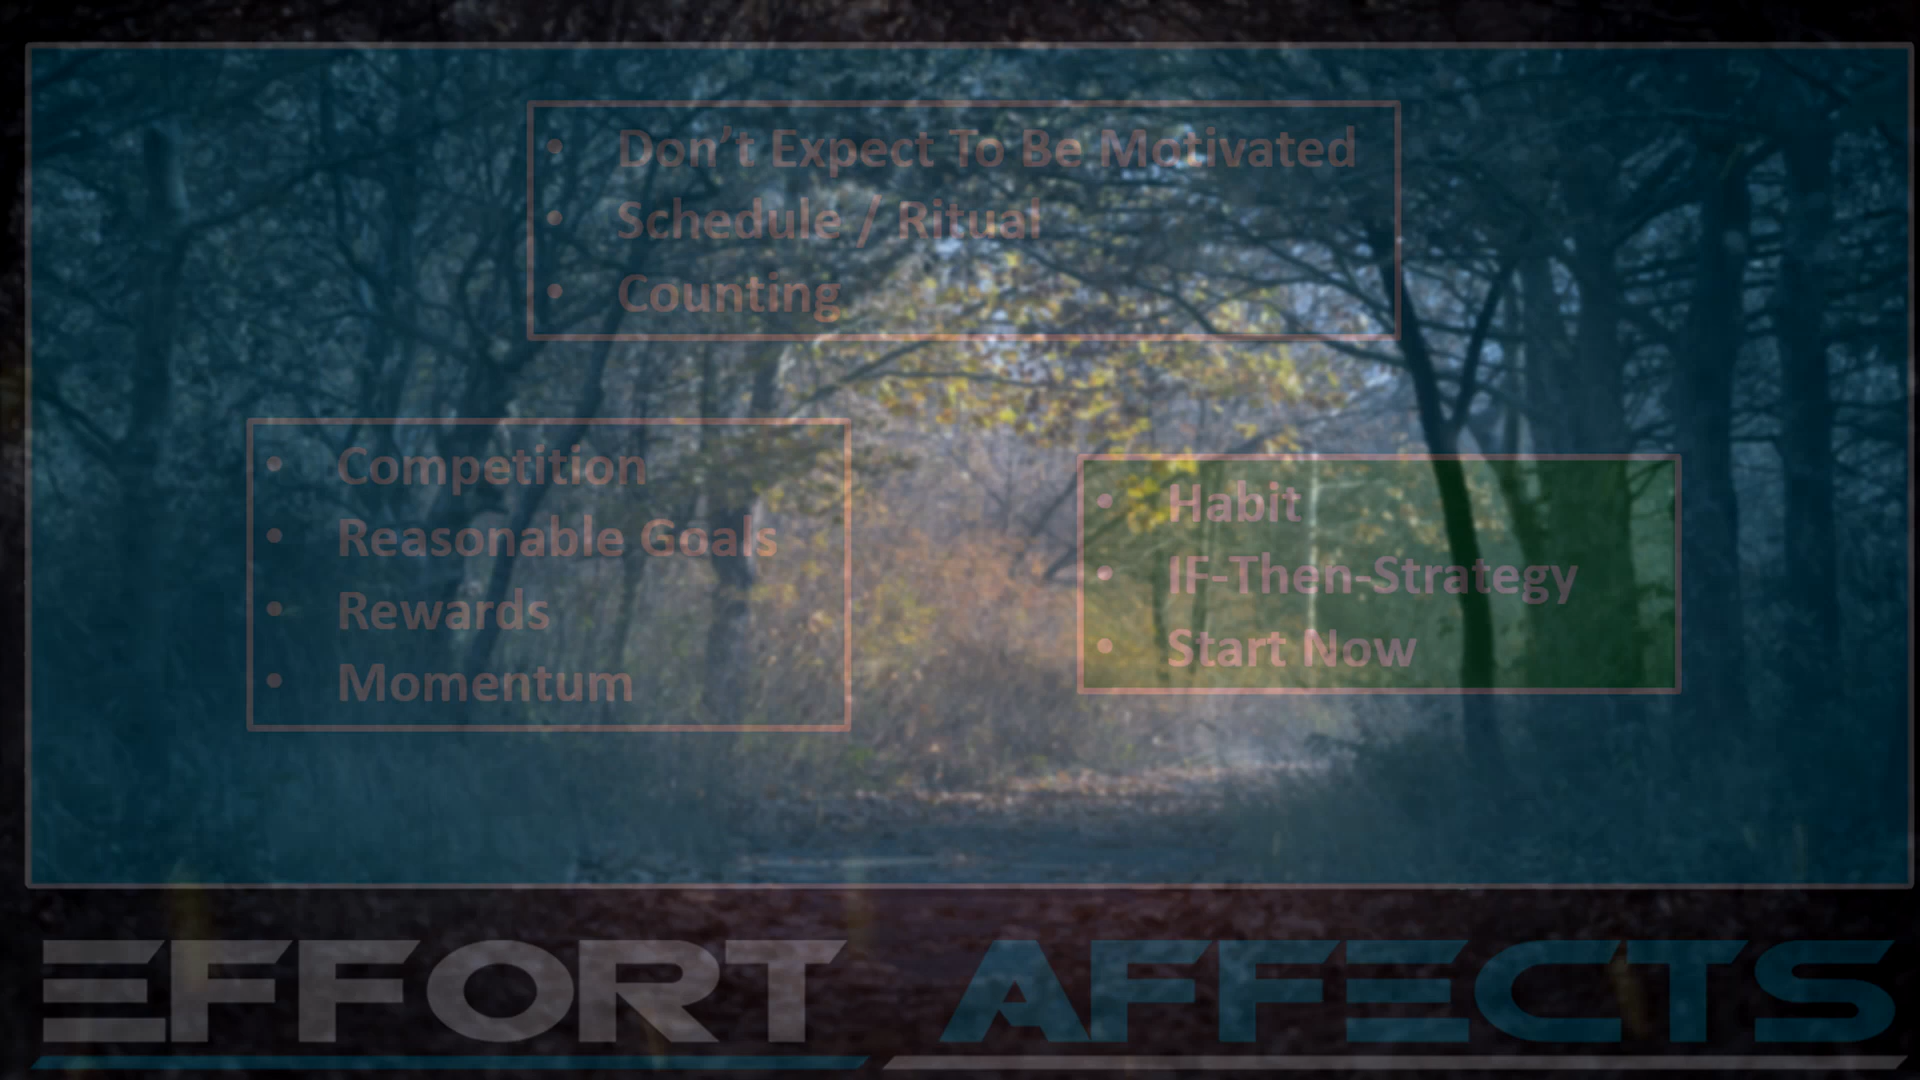 • Don't Expect To Be Motivated
• Schedule / Ritual
• Counting
• Competition
• Reasonable Goals
• Rewards
• Momentum
• Habit
• IF-Then-Strategy
• Start Now
EFFORT AFFECTS